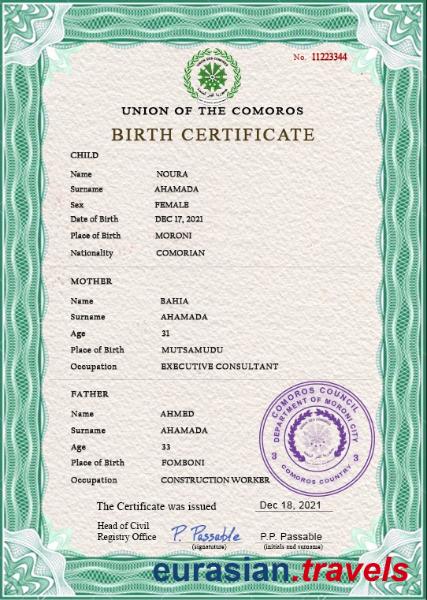 No. 11223344
UNION OF THE COMOROS
BIRTH CERTIFICATE
CHILD
Name NOURA
Surname AHAMADA
Sex FEMALE
Date of Birth DEC 17, 2021
Place of Birth MORONI
Nationality COMORIAN
MOTHER
Name BAHIA
Surname AHAMADA
Age 31
Place of Birth MUTSAMUDU
Occupation EXECUTIVE CONSULTANT
FATHER
Name AHMED
Surname AHAMADA
Age 33
Place of Birth FOMBONI
Occupation CONSTRUCTION WORKER
COMOROS COUNCIL
DEPARTMENT OF MORONI CITY
3 3
COMOROS COUNTRY
The Certificate was issued Dec 18, 2021
Head of Civil
Registry Office P. Passable P.P. Passable
(signature) (initials and surname)
eurasian.travels